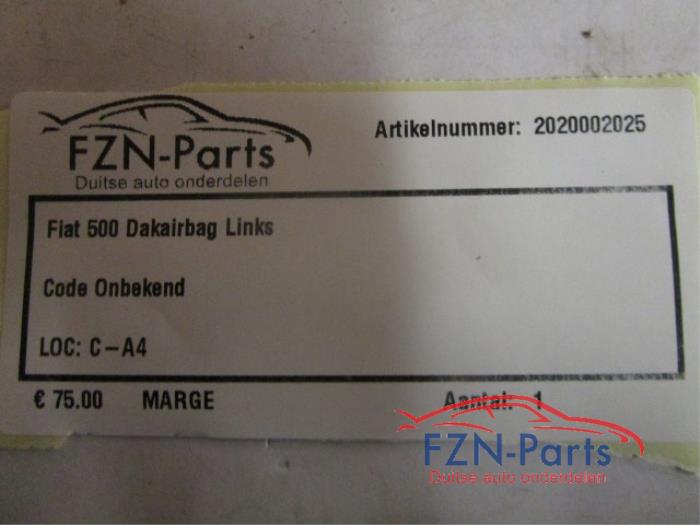 FZN-Parts
Duitse auto onderdelen
Artikelnummer: 2020002025
Fiat 500 Dakairbag Links
Code Onbekend
LOC: C-A4
€ 75.00 MARGE Aantal: 1
FZN-Parts
Duitse auto onderdelen